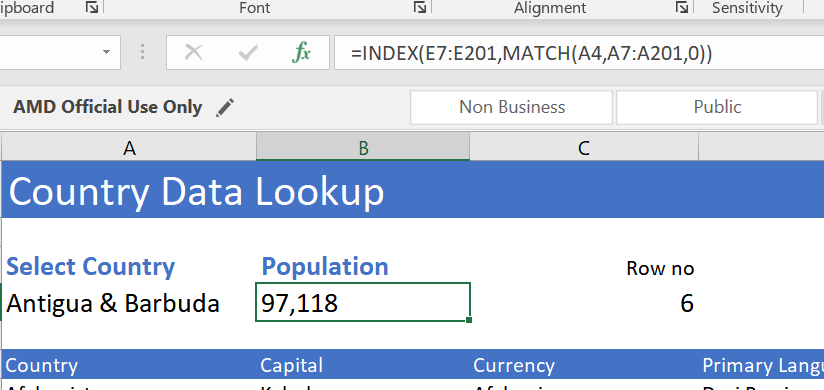 ipboard Font Alignment Sensitivity
fx =INDEX(E7:E201,MATCH(A4,A7:A201,0))
AMD Official Use Only Non Business Public
A B C
Country Data Lookup
Select Country Population Row no
Antigua & Barbuda 97,118 6
Country Capital Currency Primary Langu